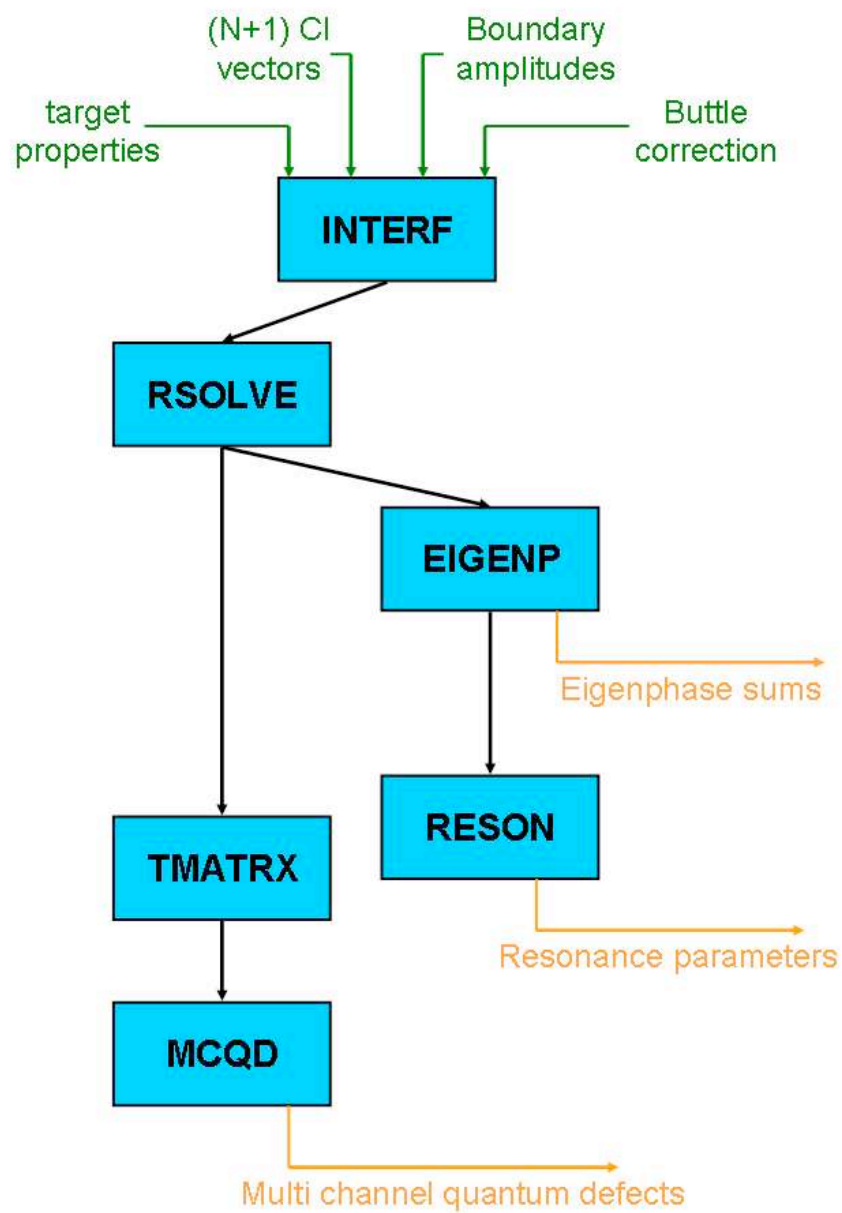 (N+1) CI
vectors
Boundary
amplitudes
target
properties
Buttle
correction
INTERF
RSOLVE
EIGENP
Eigenphase sums
RESON
TMATRX
Resonance parameters
MCQD
Multi channel quantum defects